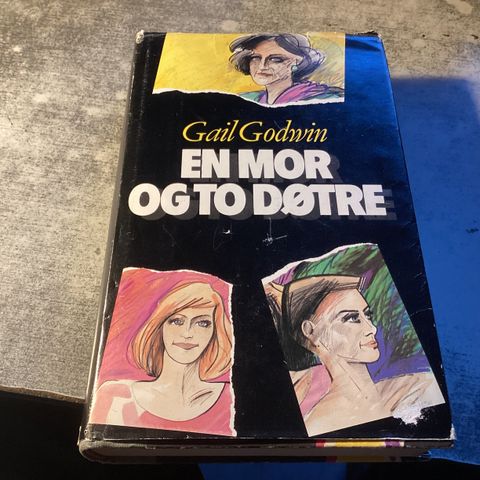 Gail Godwin
EN MOR
OG TO DØTRE